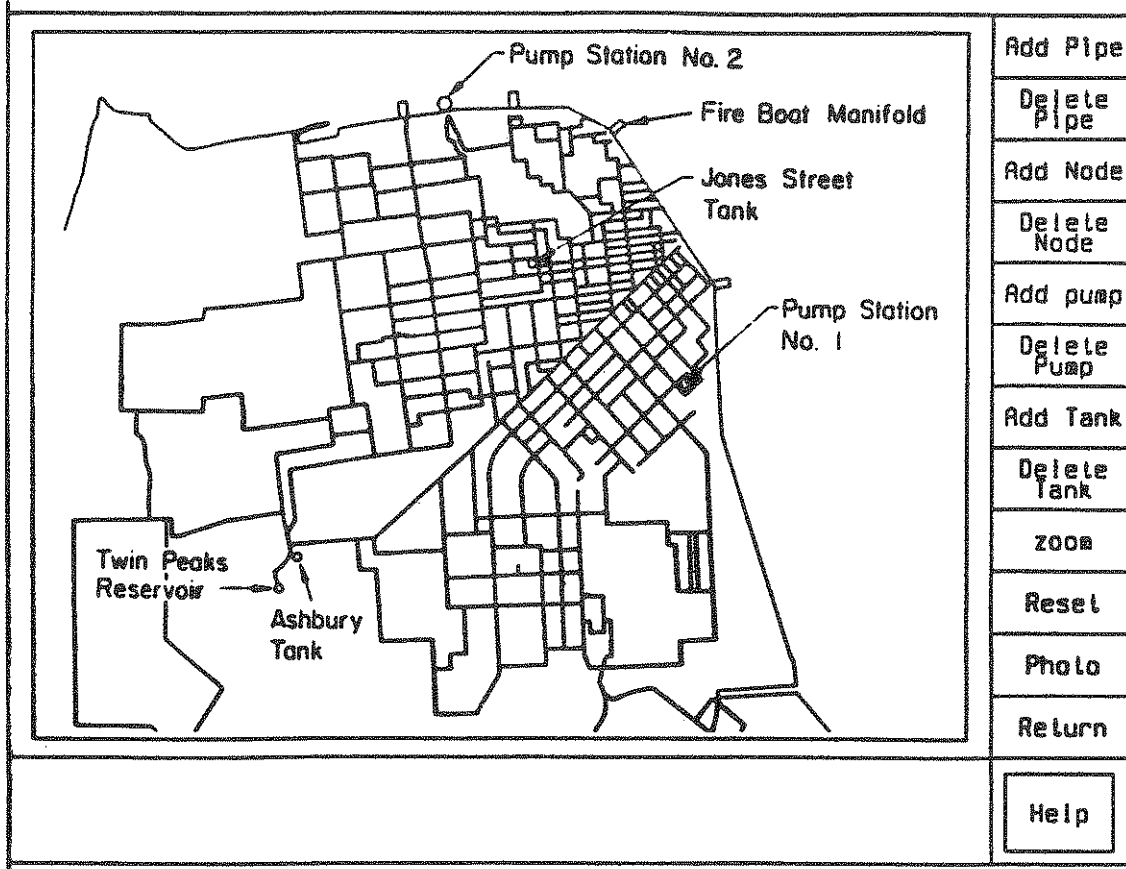 Pump Station No. 2
Fire Boat Manifold
Jones Street
Tank
Pump Station
No. 1
Twin Peaks
Reservoir
Ashbury
Tank
Add Pipe
Delete
Pipe
Add Node
Delete
Node
Add pump
Delete
Pump
Add Tank
Delete
Tank
zoom
Reset
Photo
Return
Help